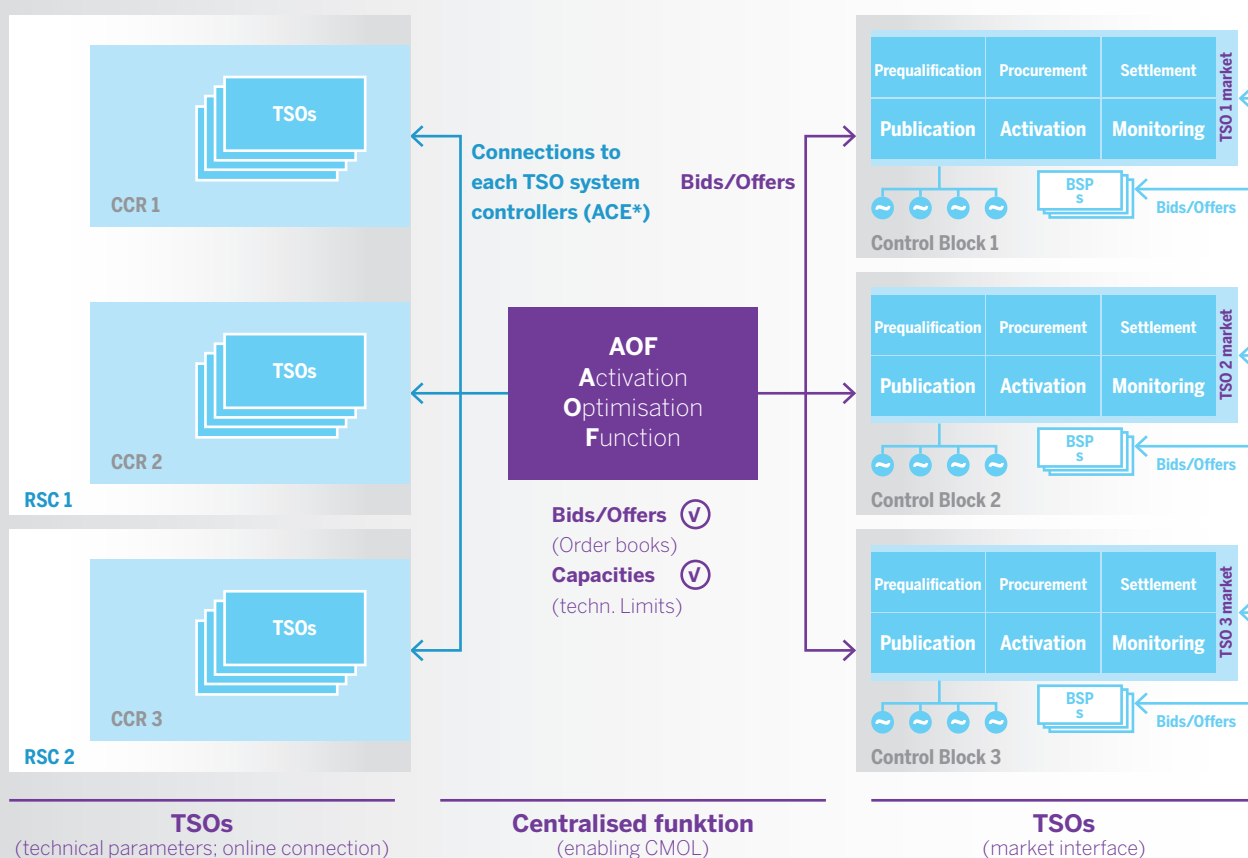 TSOs
CCR 1
TSOs
CCR 2
RSC 1
TSOs
CCR 3
RSC 2
TSOs
(technical parameters; online connection)
Connections to
each TSO system
controllers (ACE*)
Bids/Offers
AOF
Activation
Optimisation
Function
Bids/Offers √
(Order books)
Capacities √
(techn. Limits)
Centralised funktion
(enabling CMOL)
Prequalification Procurement Settlement
Publication Activation Monitoring
TSO 1 market
BSP
s
Bids/Offers
~ ~ ~ ~
Control Block 1
Prequalification Procurement Settlement
Publication Activation Monitoring
TSO 2 market
BSP
s
Bids/Offers
~ ~ ~ ~
Control Block 2
Prequalification Procurement Settlement
Publication Activation Monitoring
TSO 3 market
BSP
s
Bids/Offers
~ ~ ~ ~
Control Block 3
TSOs
(market interface)